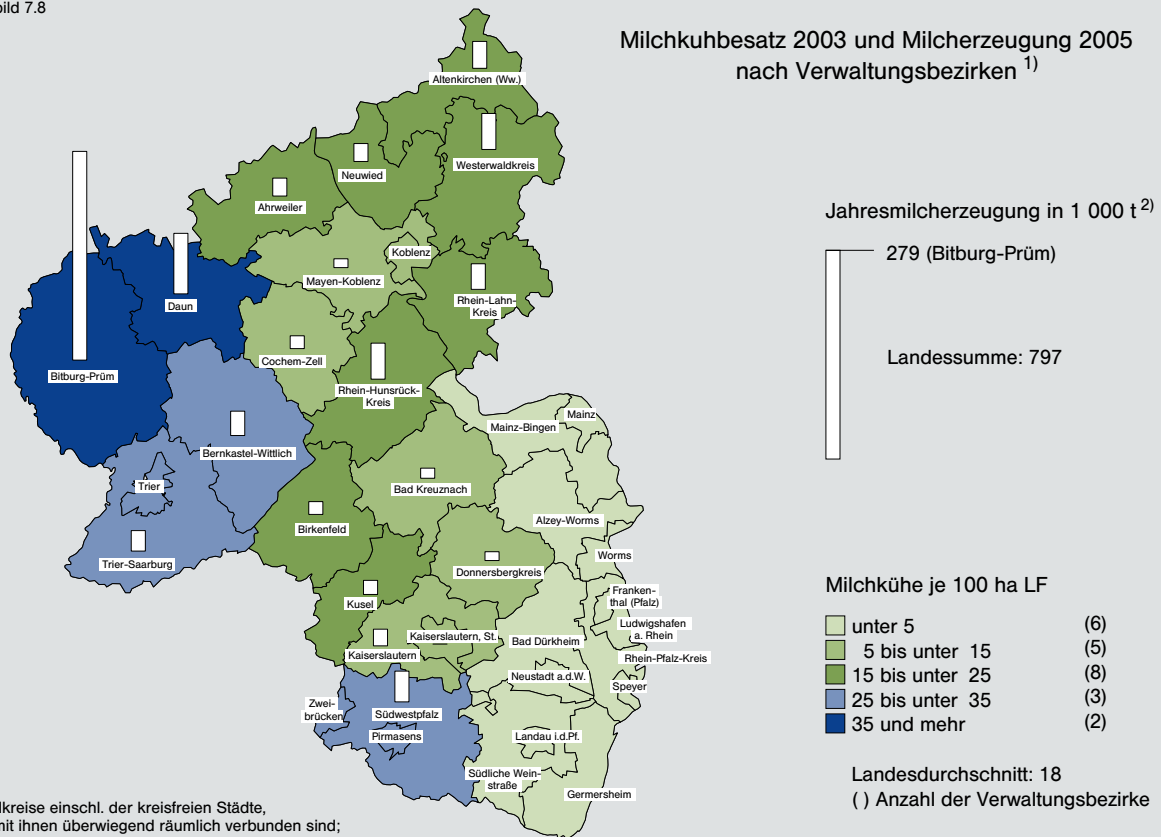 bild 7.8
Milchkuhbesatz 2003 und Milcherzeugung 2005
nach Verwaltungsbezirken 1)
Altenkirchen (Ww.)
Westerwaldkreis
Neuwied
Ahrweiler
Koblenz
Mayen-Koblenz
Rhein-Lahn-
Kreis
Daun
Cochem-Zell
Bitburg-Prüm
Rhein-Hunsrück-
Kreis
Bernkastel-Wittlich
Mainz
Mainz-Bingen
Trier
Bad Kreuznach
Alzey-Worms
Birkenfeld
Trier-Saarburg
Worms
Donnersbergkreis
Kusel
Franken-
thal (Pfalz)
Ludwigshafen
a. Rhein
Kaiserslautern, St.
Bad Dürkheim
Kaiserslautern
Rhein-Pfalz-Kreis
Neustadt a.d.W.
Speyer
Zwei-
brücken
Südwestpfalz
Pirmasens
Landau i.d.Pf.
Südliche Wein-
straße
Germersheim
Jahresmilcherzeugung in 1 000 t 2)
279 (Bitburg-Prüm)
Landessumme: 797
Milchkühe je 100 ha LF
unter 5 (6)
5 bis unter 15 (5)
15 bis unter 25 (8)
25 bis unter 35 (3)
35 und mehr (2)
Landesdurchschnitt: 18
( ) Anzahl der Verwaltungsbezirke
dkreise einschl. der kreisfreien Städte,
mit ihnen überwiegend räumlich verbunden sind;